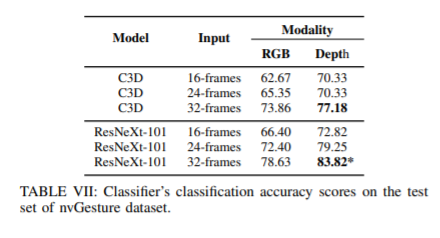 Model Input Modality
RGB Depth
C3D 16-frames 62.67 70.33
C3D 24-frames 65.35 70.33
C3D 32-frames 73.86 77.18
ResNeXt-101 16-frames 66.40 72.82
ResNeXt-101 24-frames 72.40 79.25
ResNeXt-101 32-frames 78.63 83.82*
TABLE VII: Classifier's classification accuracy scores on the test
set of nvGesture dataset.